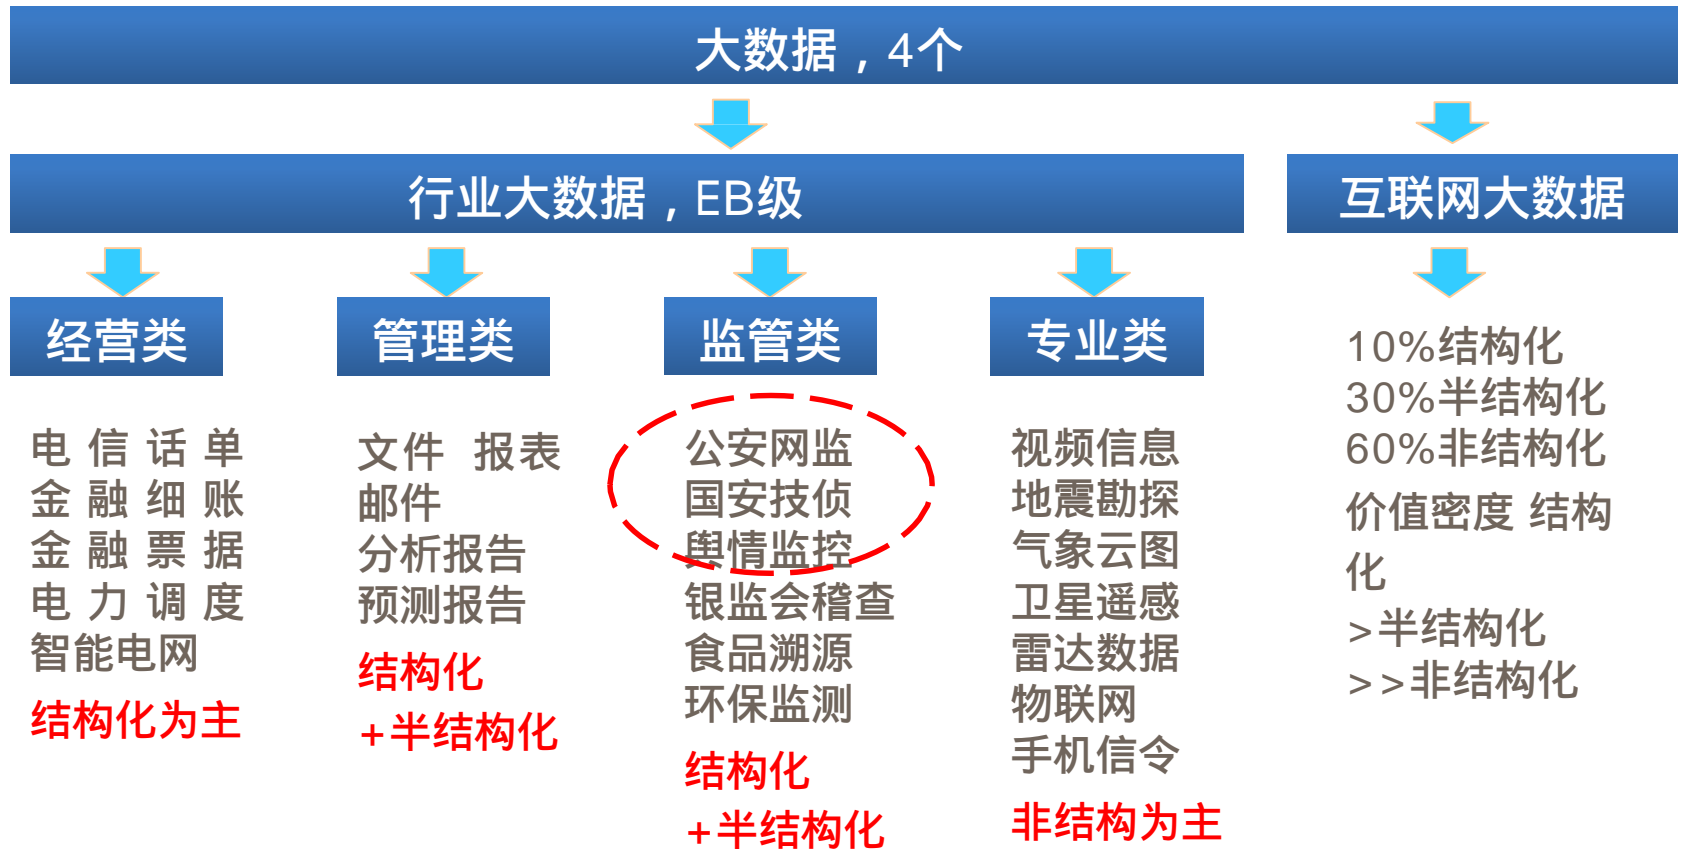 大数据，4个
行业大数据，EB级
互联网大数据
经营类
管理类
监管类
专业类
电信话单
金融细账
金融票据
电力调度
智能电网
结构化为主
文件 报表
邮件
分析报告
预测报告
结构化
+半结构化
公安网监
国安技侦
舆情监控
银监会稽查
食品溯源
环保监测
结构化
+半结构化
视频信息
地震勘探
气象云图
卫星遥感
雷达数据
物联网
手机信令
非结构为主
10%结构化
30%半结构化
60%非结构化
价值密度 结构
化
>半结构化
>>非结构化